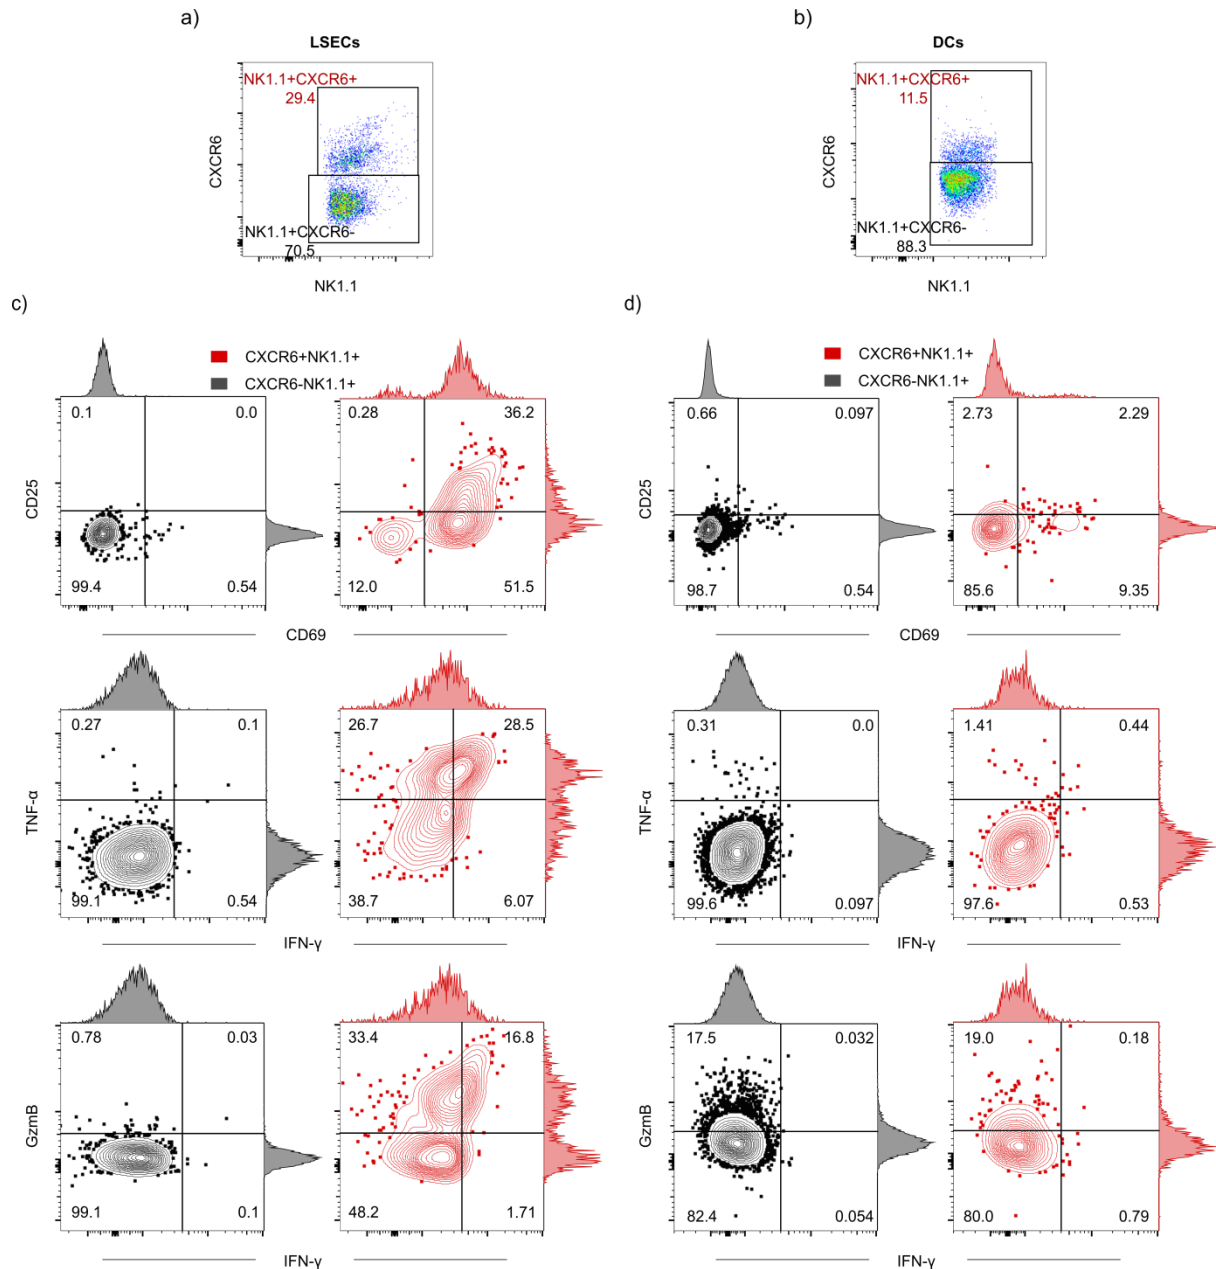 a)
LSECs
NK1.1+CXCR6+
29.4
CXCR6
NK1.1+CXCR6-
70.5
NK1.1
b)
DCs
NK1.1+CXCR6+
11.5
CXCR6
NK1.1+CXCR6-
88.3
NK1.1
c)
CXCR6+NK1.1+
CXCR6-NK1.1+
0.1 0.0
CD25
99.4 0.54
0.28 36.2
12.0 51.5
CD69
0.27 0.1
TNF-α
99.1 0.54
26.7 28.5
38.7 6.07
IFN-γ
0.78 0.03
GzmB
99.1 0.1
33.4 16.8
48.2 1.71
IFN-γ
d)
CXCR6+NK1.1+
CXCR6-NK1.1+
0.66 0.097
CD25
98.7 0.54
2.73 2.29
85.6 9.35
CD69
0.31 0.0
TNF-α
99.6 0.097
1.41 0.44
97.6 0.53
IFN-γ
17.5 0.032
GzmB
82.4 0.054
19.0 0.18
80.0 0.79
IFN-γ